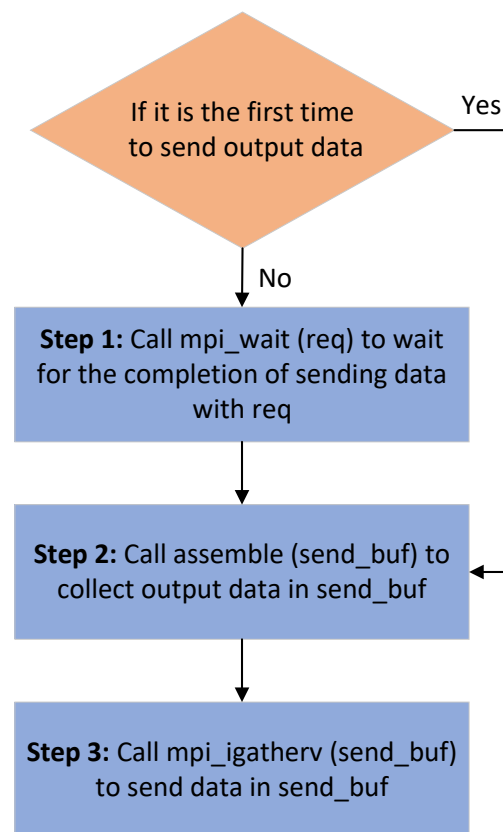 If it is the first time
to send output data
Yes
No
Step 1: Call mpi_wait (req) to wait
for the completion of sending data
with req
Step 2: Call assemble (send_buf) to
collect output data in send_buf
Step 3: Call mpi_igatherv (send_buf)
to send data in send_buf